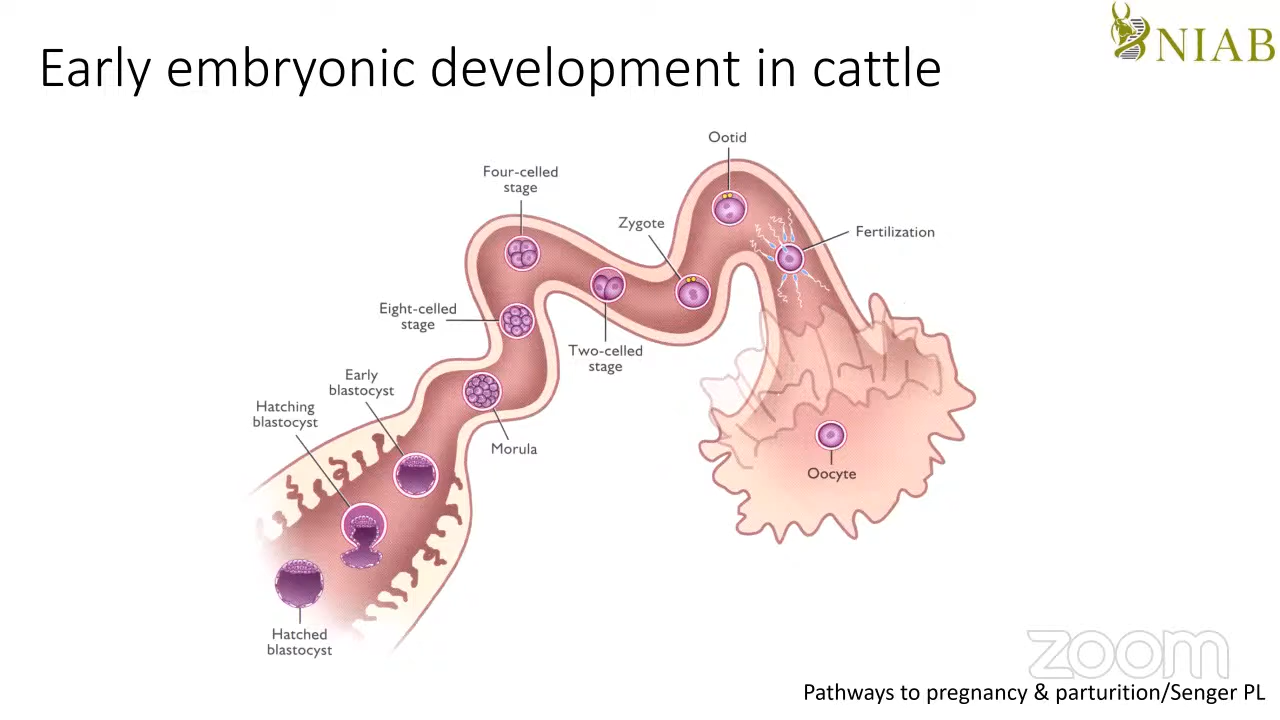 NIAB
Early embryonic development in cattle
Ootid
Four-celled
stage
Zygote
Fertilization
Eight-celled
stage
Two-celled
stage
Early
blastocyst
Hatching
blastocyst
Morula
Oocyte
Hatched
blastocyst
zoom
Pathways to pregnancy & parturition/Senger PL